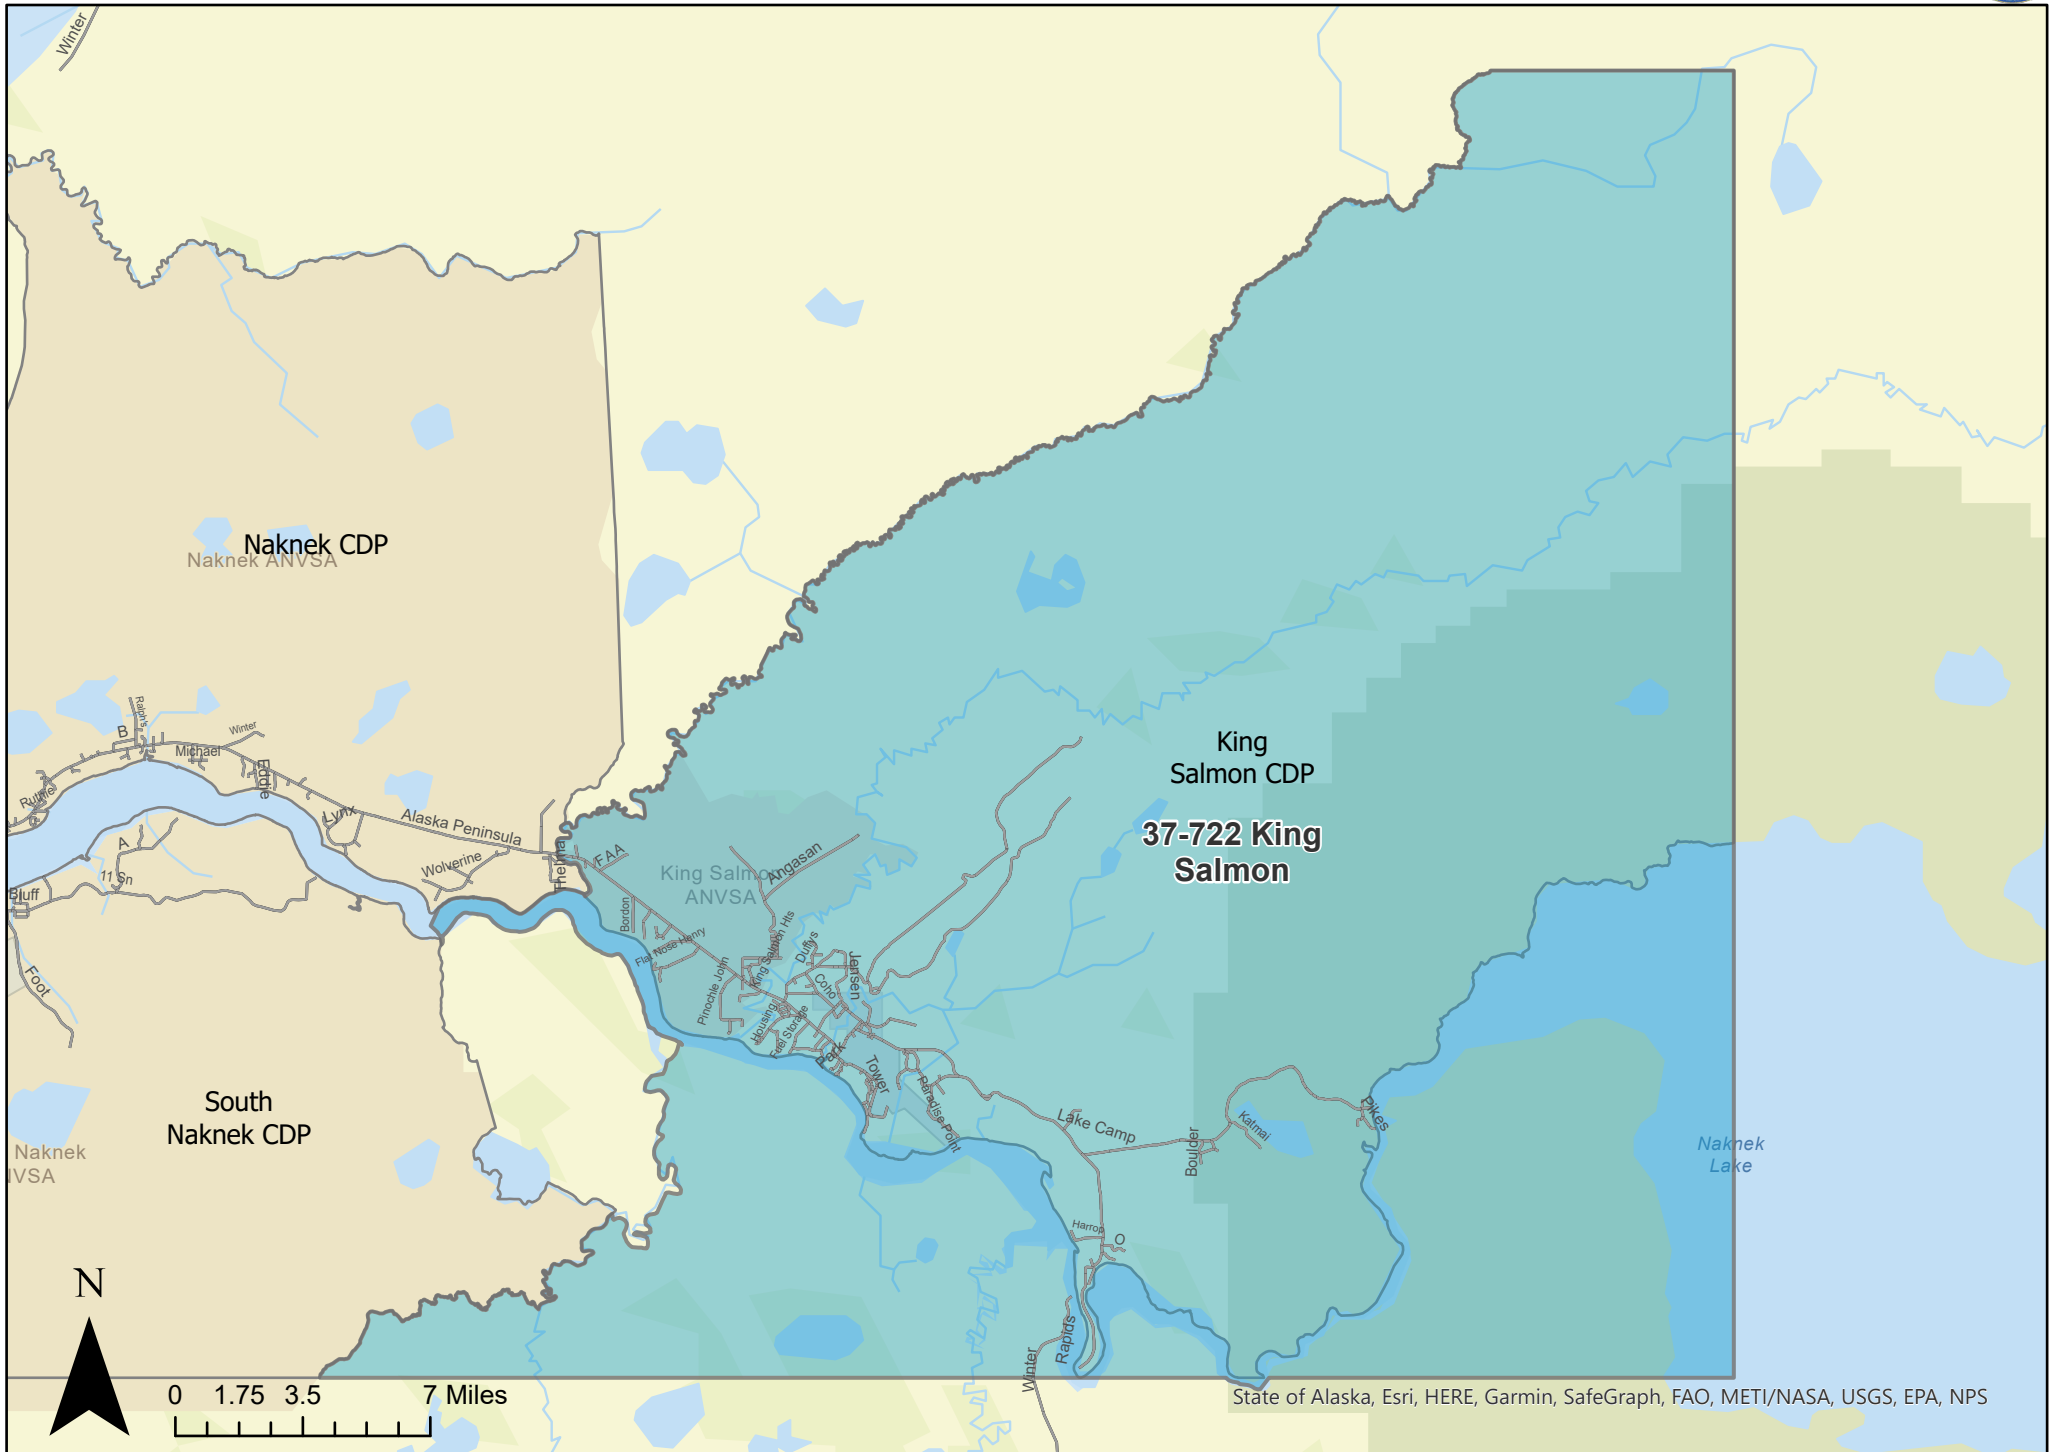 Winter
Naknek CDP
Naknek ANVSA
Ralph's
B
Winter
Michael
Eddie
Ruthie
Lynx
Alaska Peninsula
A
Wolverine
Thelma
FAA
11 Sn
Bluff
Foot
King
Salmon CDP
37-722 King
Salmon
King Salmon
ANVSA
Angasan
Bordon
Flat Nose Henry
King Salmon Hts
Duffys
Jensen
Pinochle John
Coho
Housing
Fuel Storage
Park
Tower
Paradise Point
Lake Camp
Boulder
Katmai
Pikes
Naknek
Lake
South
Naknek CDP
Naknek
NVSA
Harrop
O
Rapids
Winter
N
0 1.75 3.5 7 Miles
State of Alaska, Esri, HERE, Garmin, SafeGraph, FAO, METI/NASA, USGS, EPA, NPS